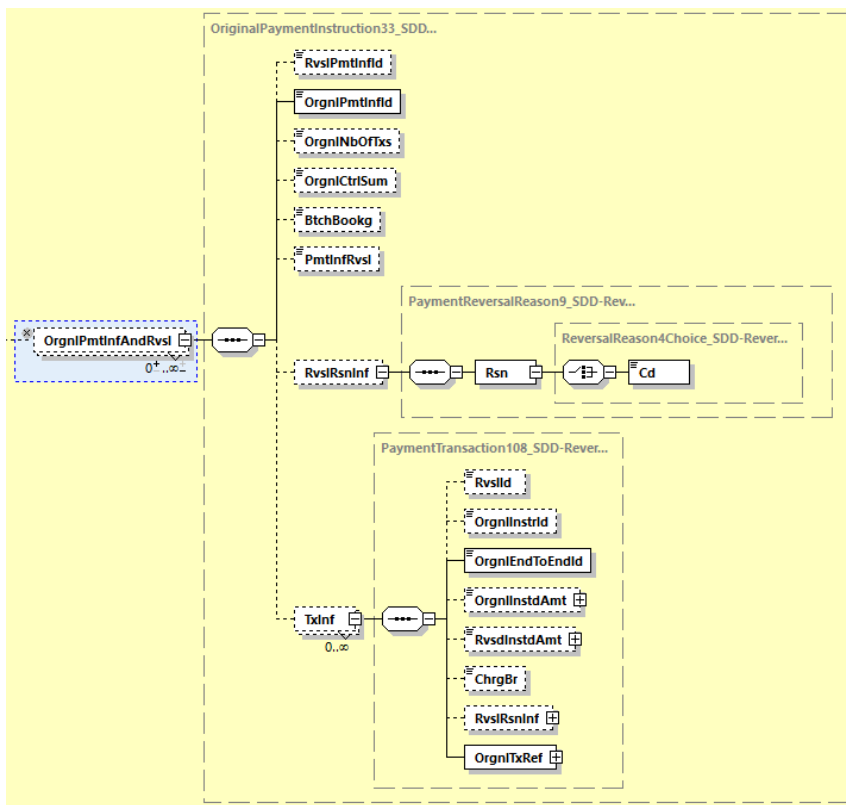 OriginalPaymentInstruction33_SDD...
RvslPmtInfId
OrgnlPmtInfId
OrgnlNbOfTxs
OrgnlCtrlSum
BtchBookg
PmtInfRvsl
PaymentReversalReason9_SDD-Rev...
OrgnlPmtInfAndRvsl
ReversalReason4Choice_SDD-Rever...
0..∞
RvslRsnInf
Rsn
Cd
PaymentTransaction108_SDD-Rever...
RvslId
OrgnlInstrId
OrgnlEndToEndId
OrgnlInstdAmt
TxInf
RvsdInstdAmt
0..∞
ChrgBr
RvslRsnInf
OrgnlTxRef